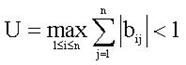 U = max_{1≤i≤n} ∑_{j=1}^{n} |b_{ij}| < 1